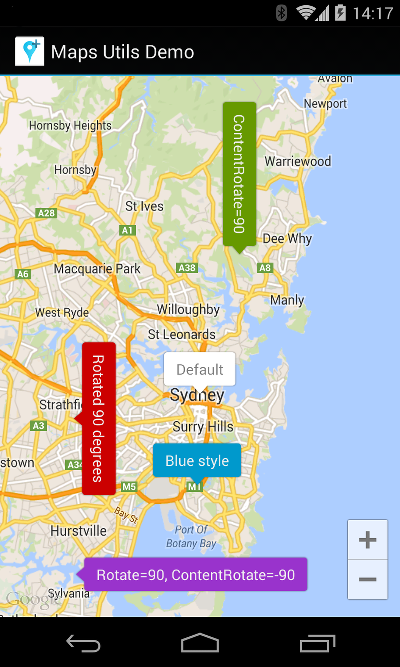 14:17
Maps Utils Demo
Avalon
Newport
Hornsby Heights
ContentRotate=90
Warriewood
Hornsby
St Ives
A28
A1
Dee Why
Macquarie Park
A38
A8
A6
Manly
West Ryde
Willoughby
St Leonards
Rotated 90 degrees
Default
Sydney
Strathfi
A3
Surry Hills
stown
A34
Blue style
M5
M1
Bay St
Hurstville
Port Of
Botany Bay
Rotate=90, ContentRotate=-90
Sylvania
Google